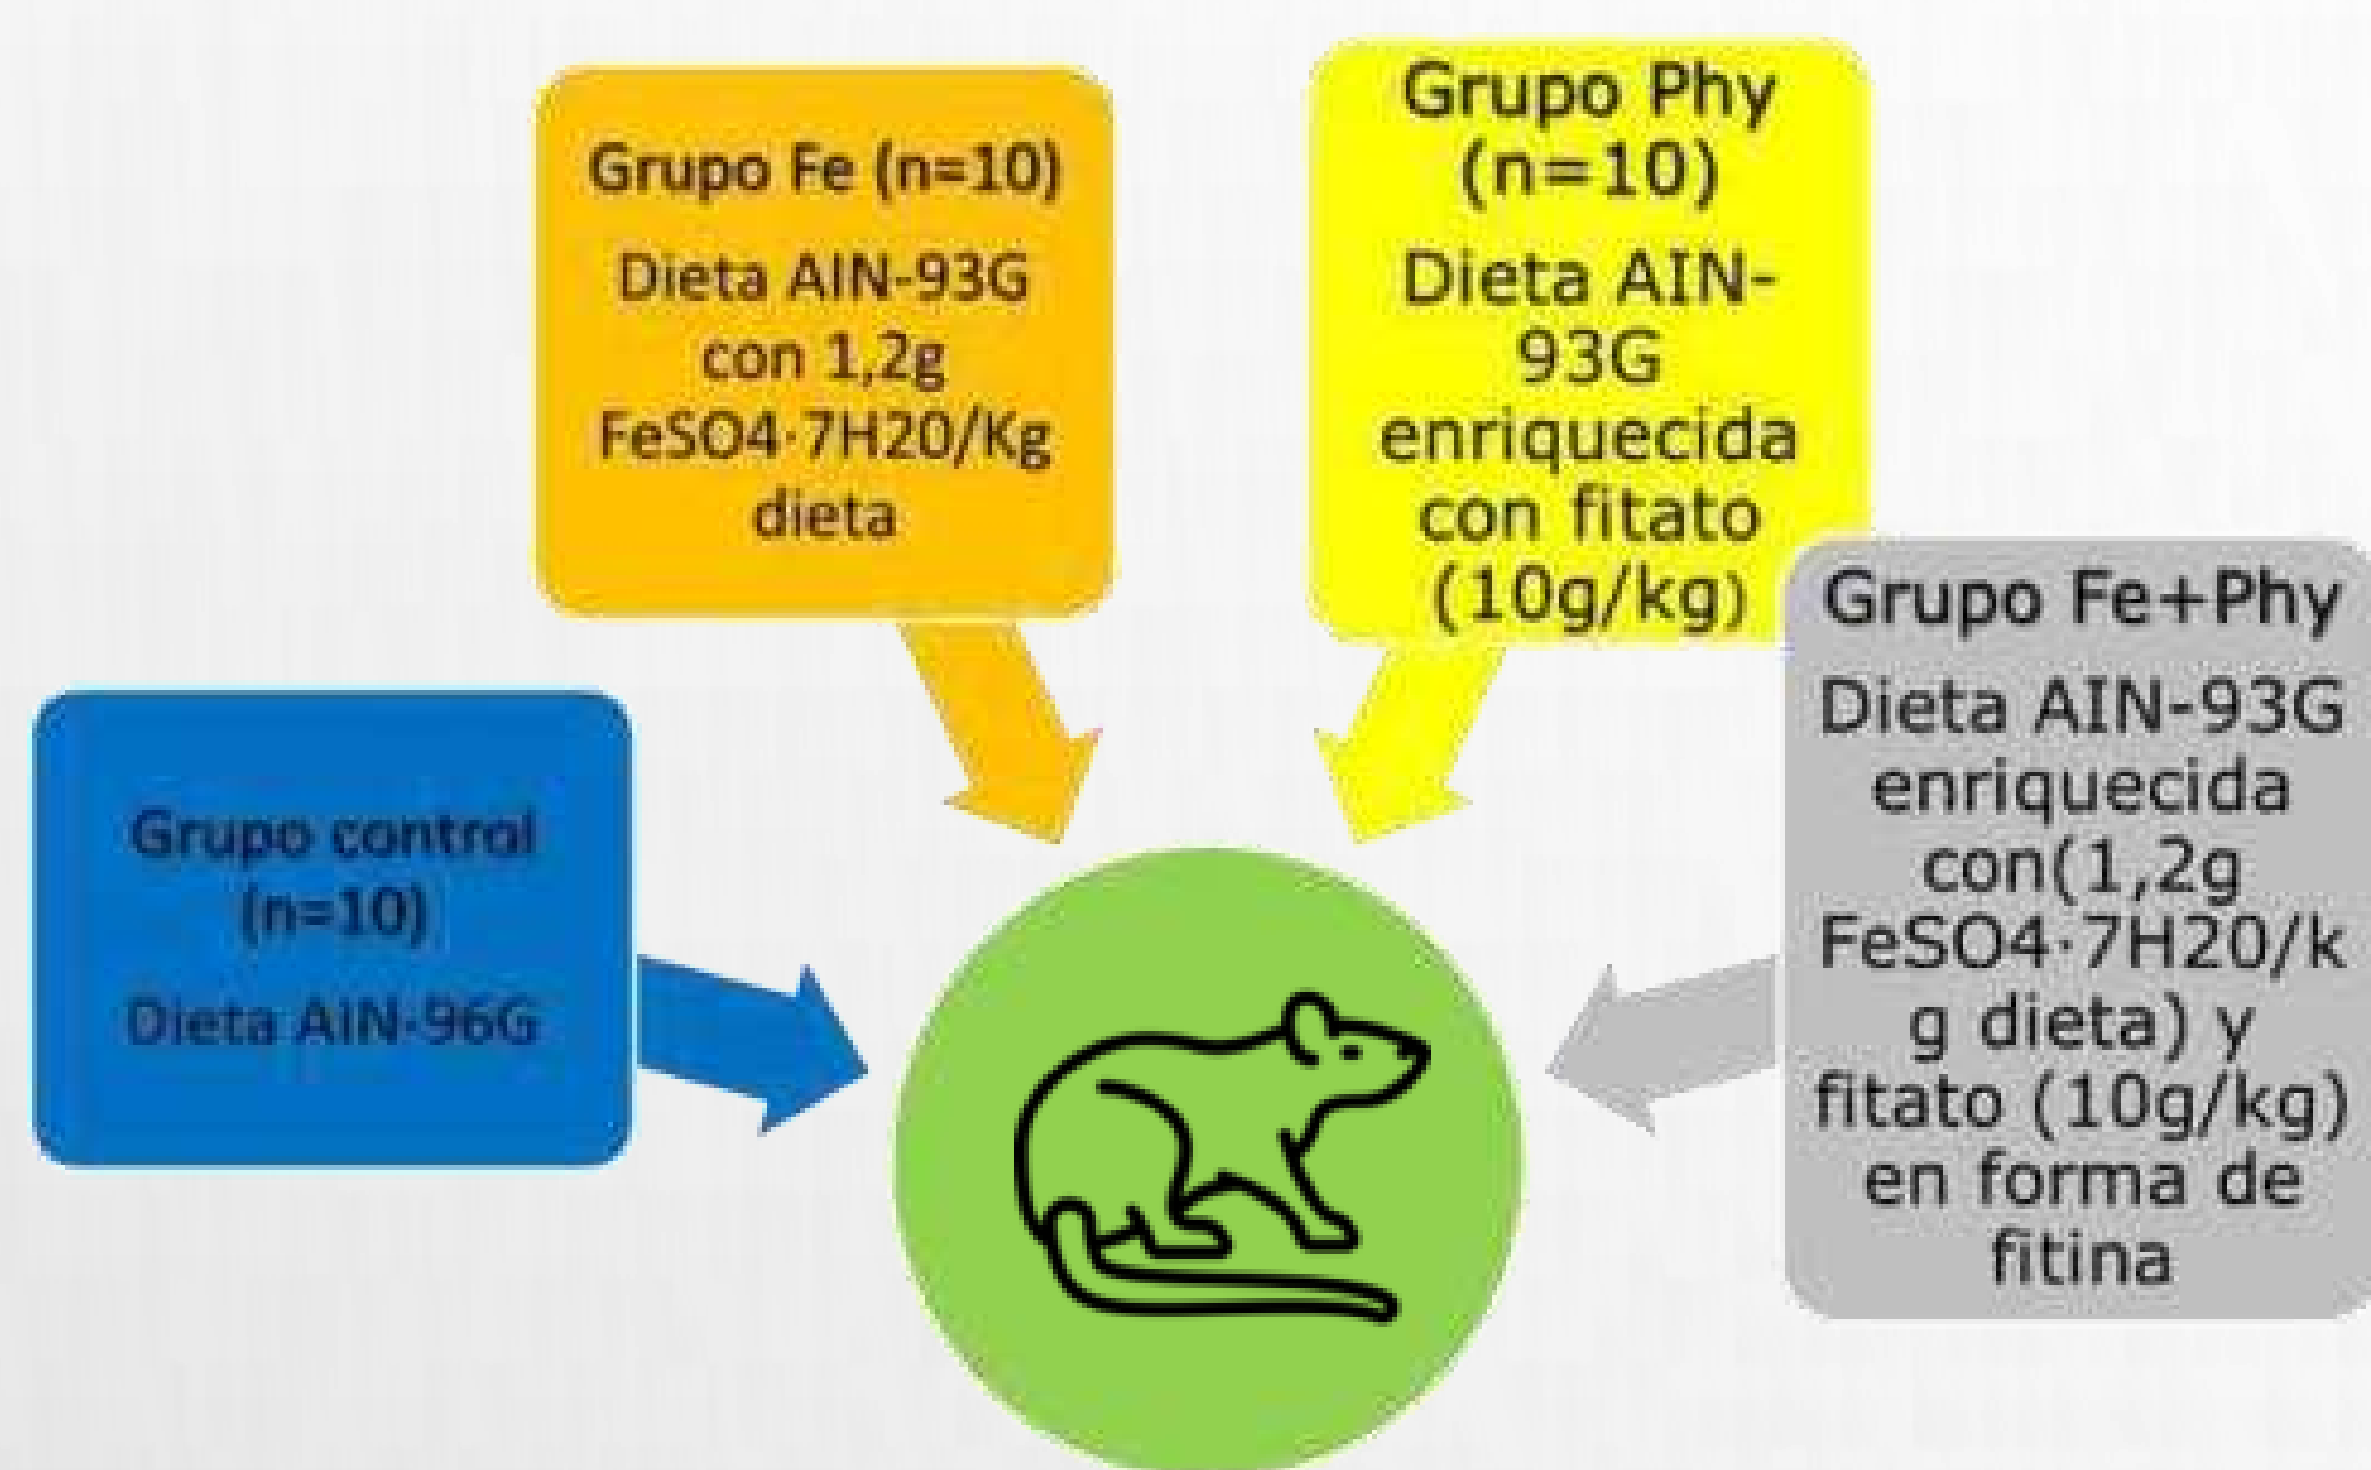 Grupo control
(n=10)
Dieta AIN-96G
Grupo Fe (n=10)
Dieta AIN-93G
con 1,2g
FeSO4·7H20/Kg
dieta
Grupo Phy
(n=10)
Dieta AIN-
93G
enriquecida
con fitato
(10g/kg)
Grupo Fe+Phy
Dieta AIN-93G
enriquecida
con(1,2g
FeSO4·7H20/k
g dieta) y
fitato (10g/kg)
en forma de
fitina